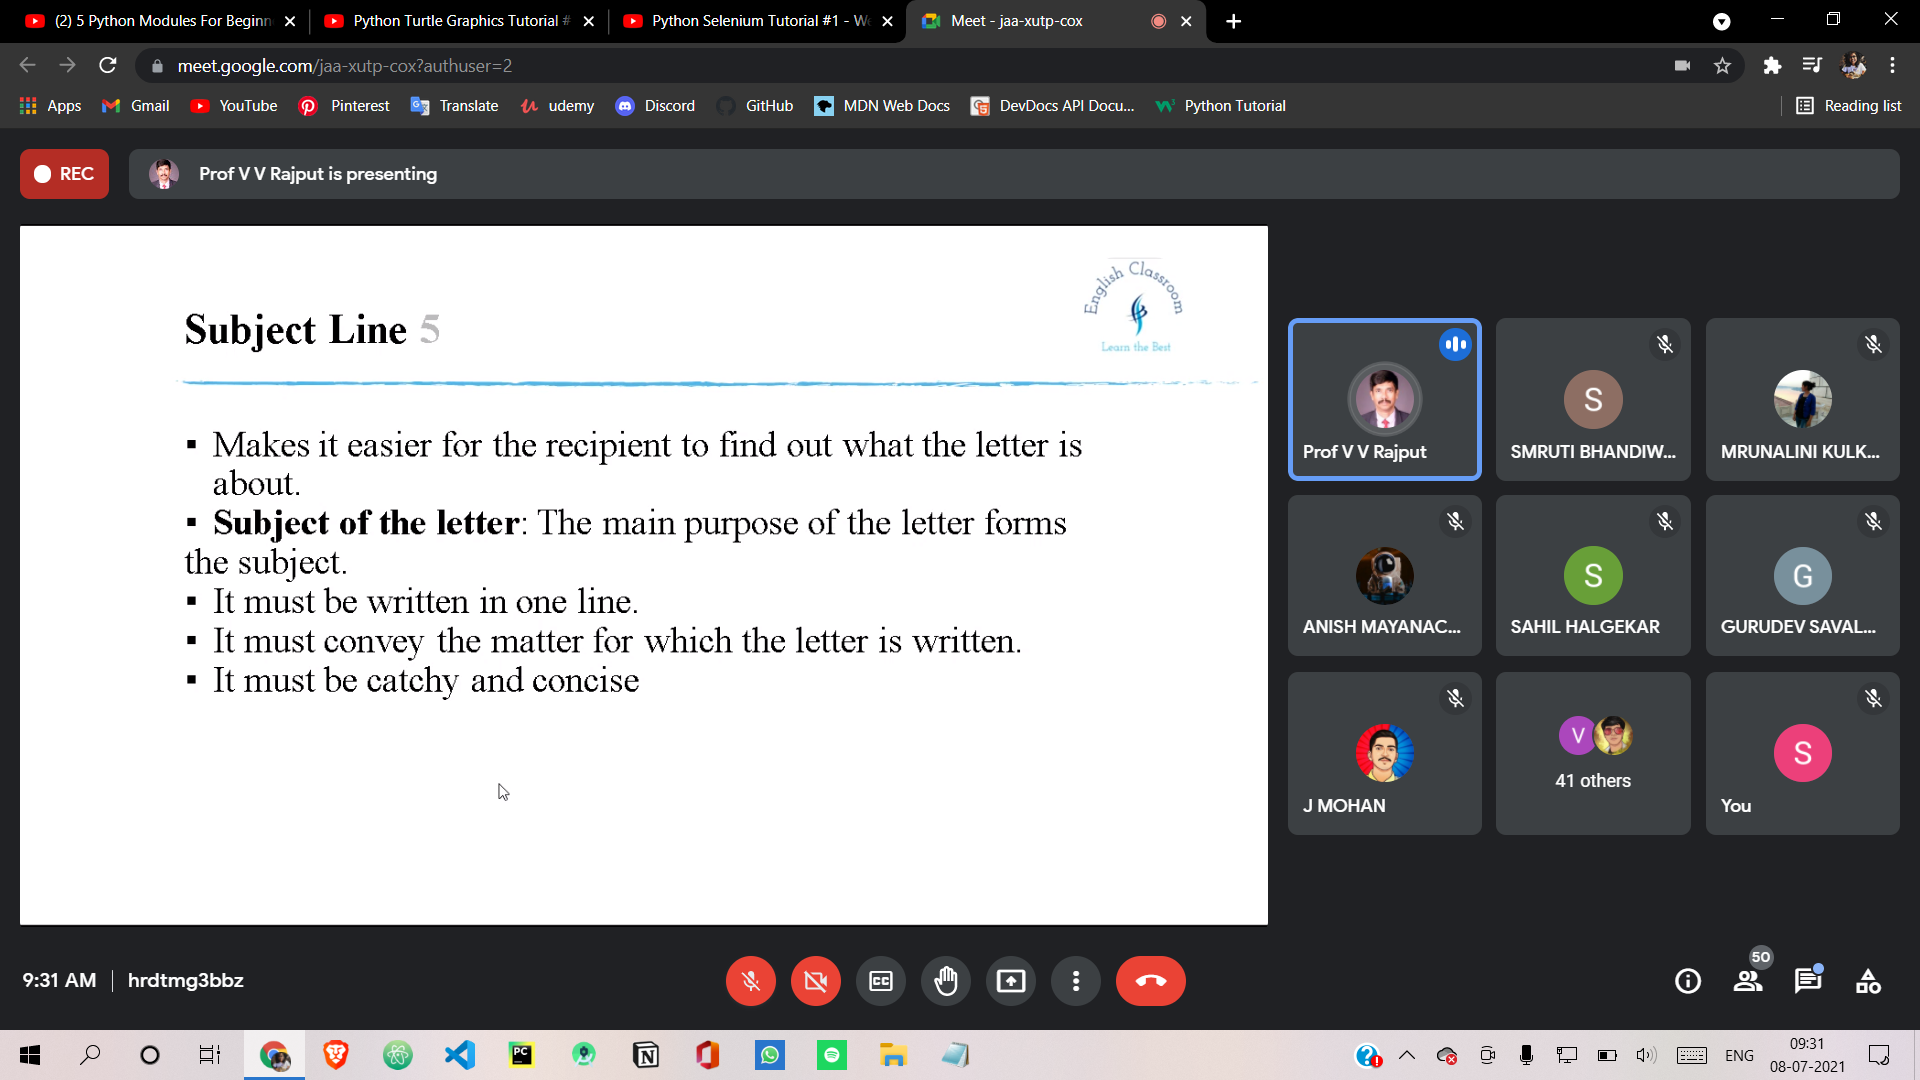 (2) 5 Python Modules For Beginn
Python Turtle Graphics Tutorial #
Python Selenium Tutorial #1 - We
Meet - jaa-xutp-cox
meet.google.com/jaa-xutp-cox?authuser=2
Apps
Gmail
YouTube
Pinterest
Translate
udemy
Discord
GitHub
MDN Web Docs
DevDocs API Docu...
Python Tutorial
Reading list
REC
Prof V V Rajput is presenting
English Classroom
Learn the Best
Subject Line 5
▪ Makes it easier for the recipient to find out what the letter is
about.
▪ Subject of the letter: The main purpose of the letter forms
the subject.
▪ It must be written in one line.
▪ It must convey the matter for which the letter is written.
▪ It must be catchy and concise
Prof V V Rajput
SMRUTI BHANDIW...
MRUNALINI KULK...
ANISH MAYANAC...
S
SAHIL HALGEKAR
G
GURUDEV SAVAL...
J MOHAN
V
41 others
S
You
9:31 AM | hrdtmg3bbz
50
ENG
09:31
08-07-2021